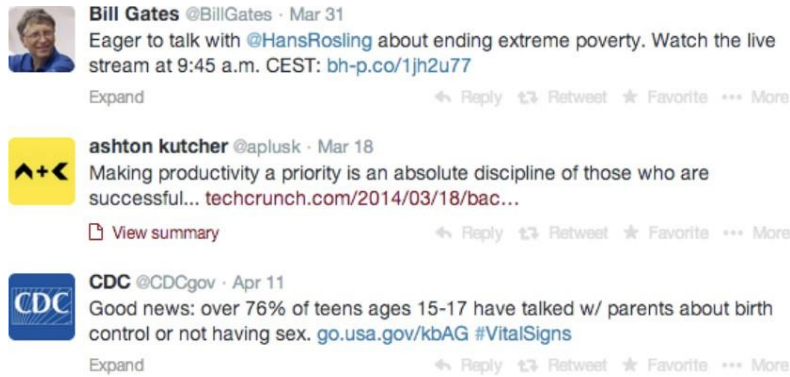 Bill Gates @BillGates · Mar 31
Eager to talk with @HansRosling about ending extreme poverty. Watch the live
stream at 9:45 a.m. CEST: bh-p.co/1jh2u77
Expand Reply Retweet Favorite More
ashton kutcher @aplusk · Mar 18
A+K
Making productivity a priority is an absolute discipline of those who are
successful... techcrunch.com/2014/03/18/bac...
View summary Reply Retweet Favorite More
CDC @CDCgov · Apr 11
CDC
Good news: over 76% of teens ages 15-17 have talked w/ parents about birth
control or not having sex. go.usa.gov/kbAG #VitalSigns
Expand Reply Retweet Favorite More